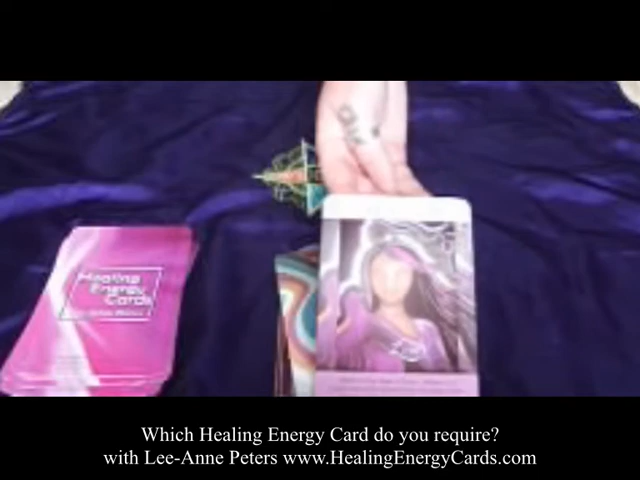 Healing
Energy
Cards
Which Healing Energy Card do you require?
with Lee-Anne Peters www.HealingEnergyCards.com